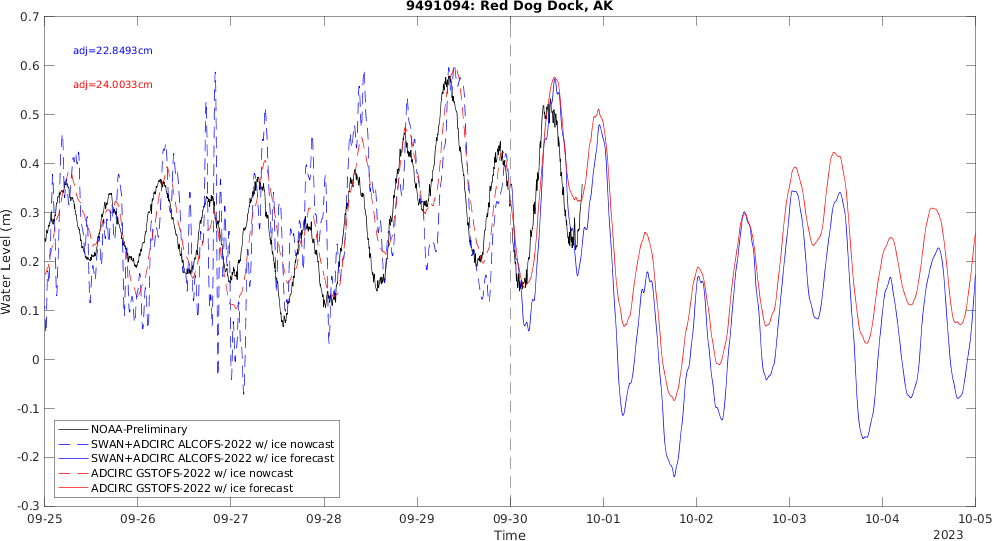 9491094: Red Dog Dock, AK
adj=22.8493cm
adj=24.0033cm
Water Level (m)
0.7
0.6
0.5
0.4
0.3
0.2
0.1
0
-0.1
-0.2
-0.3
NOAA-Preliminary
SWAN+ADCIRC ALCOFS-2022 w/ ice nowcast
SWAN+ADCIRC ALCOFS-2022 w/ ice forecast
ADCIRC GSTOFS-2022 w/ ice nowcast
ADCIRC GSTOFS-2022 w/ ice forecast
09-25 09-26 09-27 09-28 09-29 09-30 10-01 10-02 10-03 10-04 10-05
Time
2023